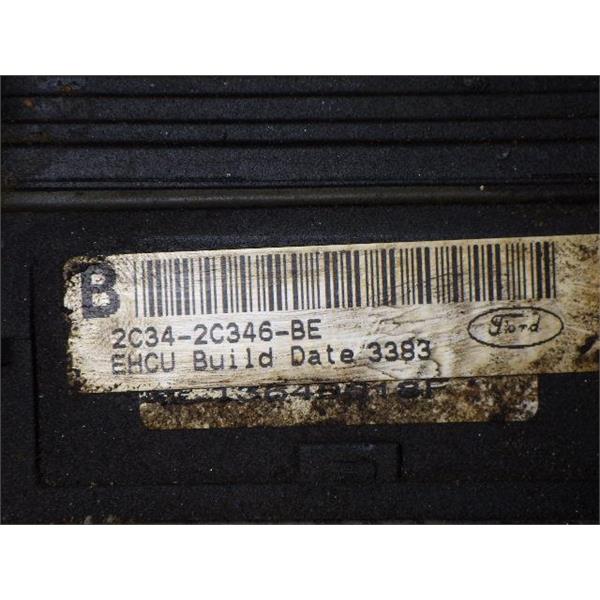 B
2C34-2C346-BE
Ford
EHCU Build Date 3383